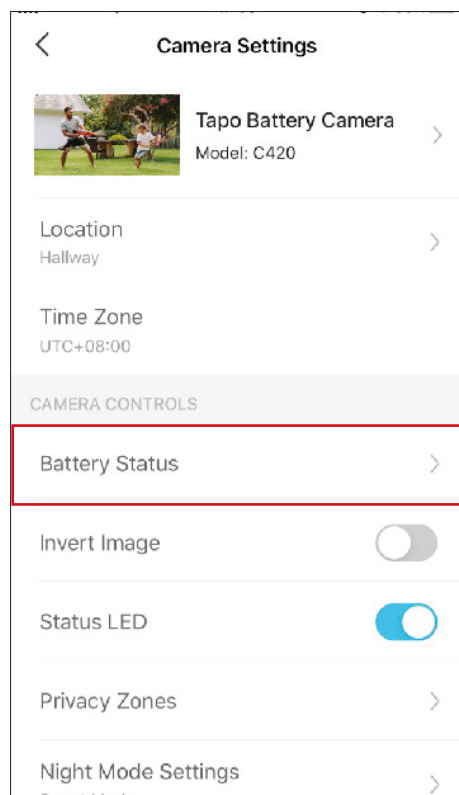 Camera Settings
Tapo Battery Camera
Model: C420
Location
Hallway
Time Zone
UTC+08:00
CAMERA CONTROLS
Battery Status
Invert Image
Status LED
Privacy Zones
Night Mode Settings